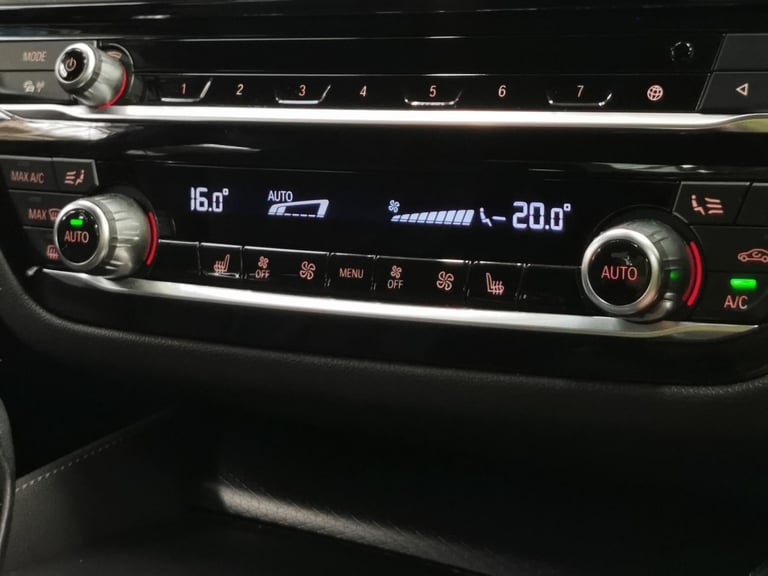 MODE
1 2 3 4 5 6 7
MAX A/C
16.0° AUTO 20.0°
MAX
AUTO AUTO
OFF MENU OFF
A/C